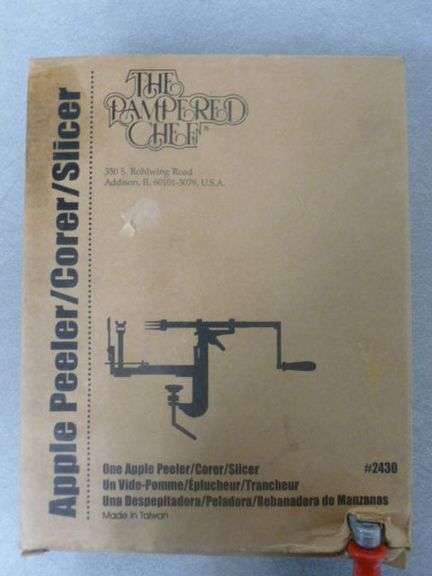 THE
PAMPERED
CHEF
350 S. Rohlwing Road
Addison, IL 60101-3079, U.S.A.
Apple Peeler/Corer/Slicer
One Apple Peeler/Corer/Slicer #2430
Un Vide-Pomme/Éplucheur/Trancheur
Una Despepitadora/Peladora/Rebanadora de Manzanas
Made in Taiwan